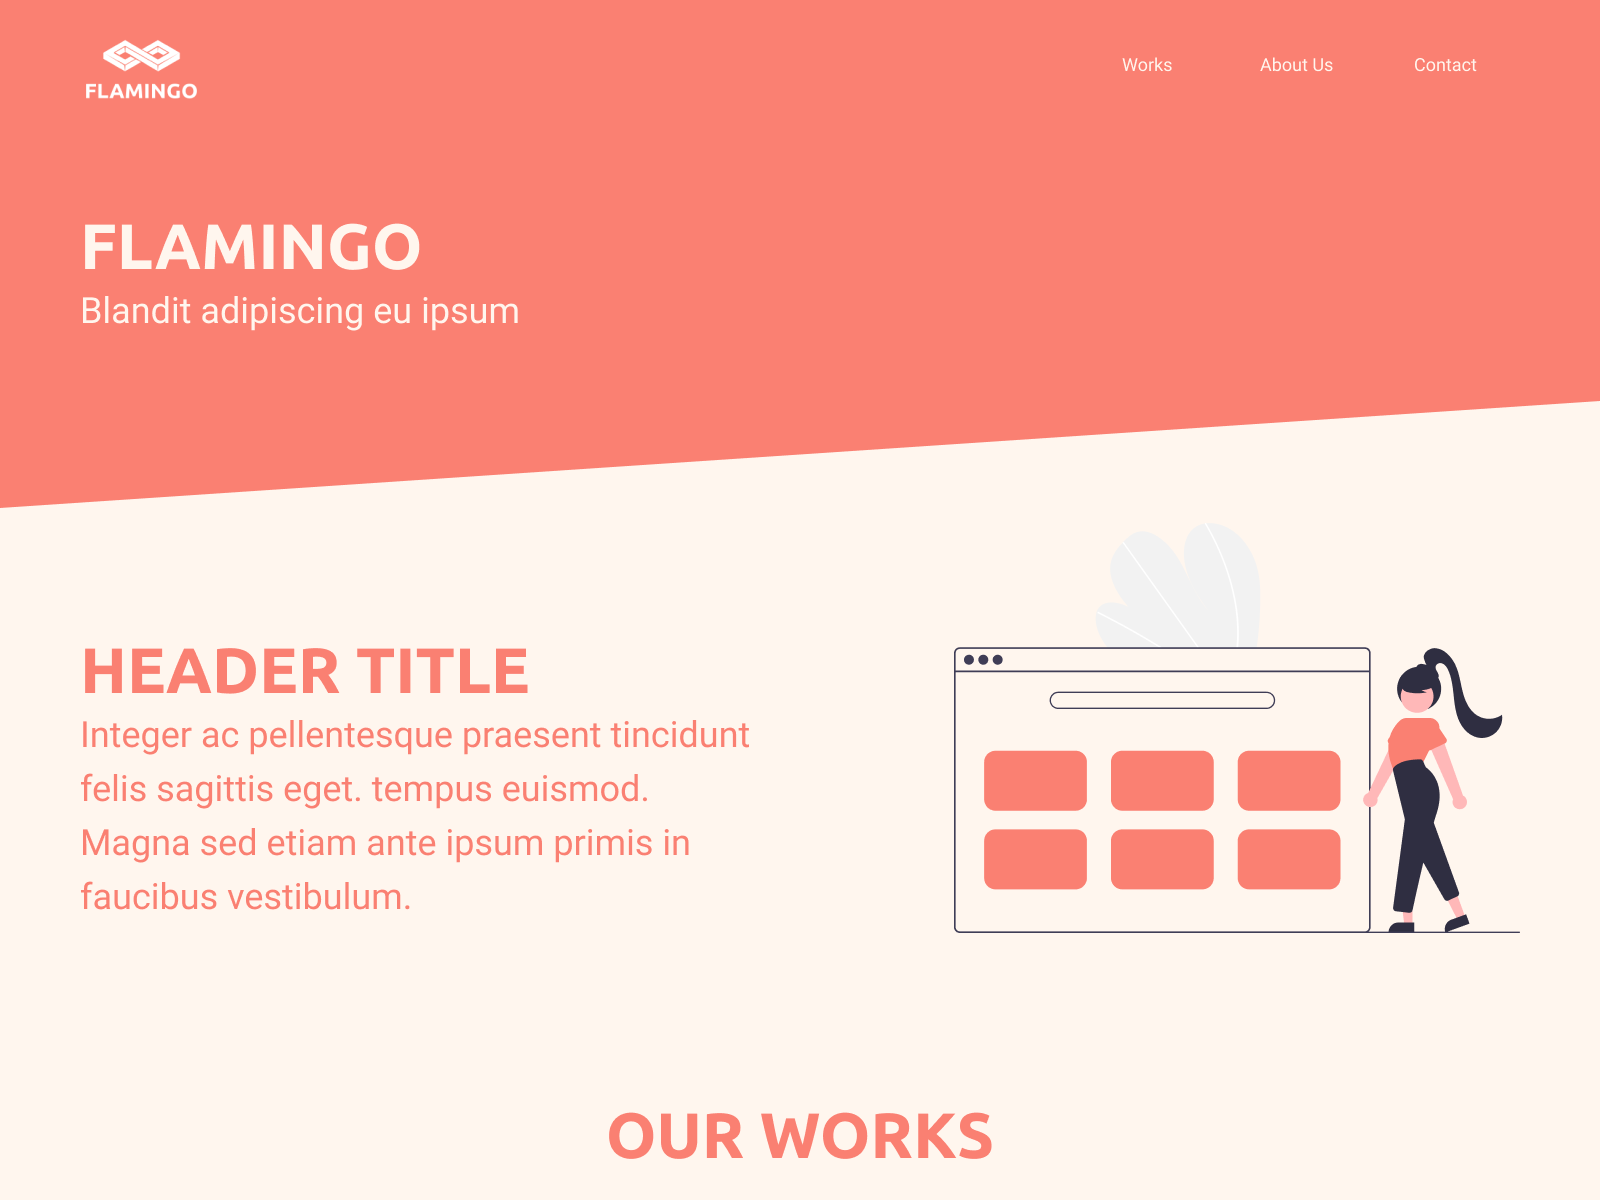 FLAMINGO
Works
About Us
Contact
FLAMINGO
Blandit adipiscing eu ipsum
HEADER TITLE
Integer ac pellentesque praesent tincidunt
felis sagittis eget. tempus euismod.
Magna sed etiam ante ipsum primis in
faucibus vestibulum.
OUR WORKS